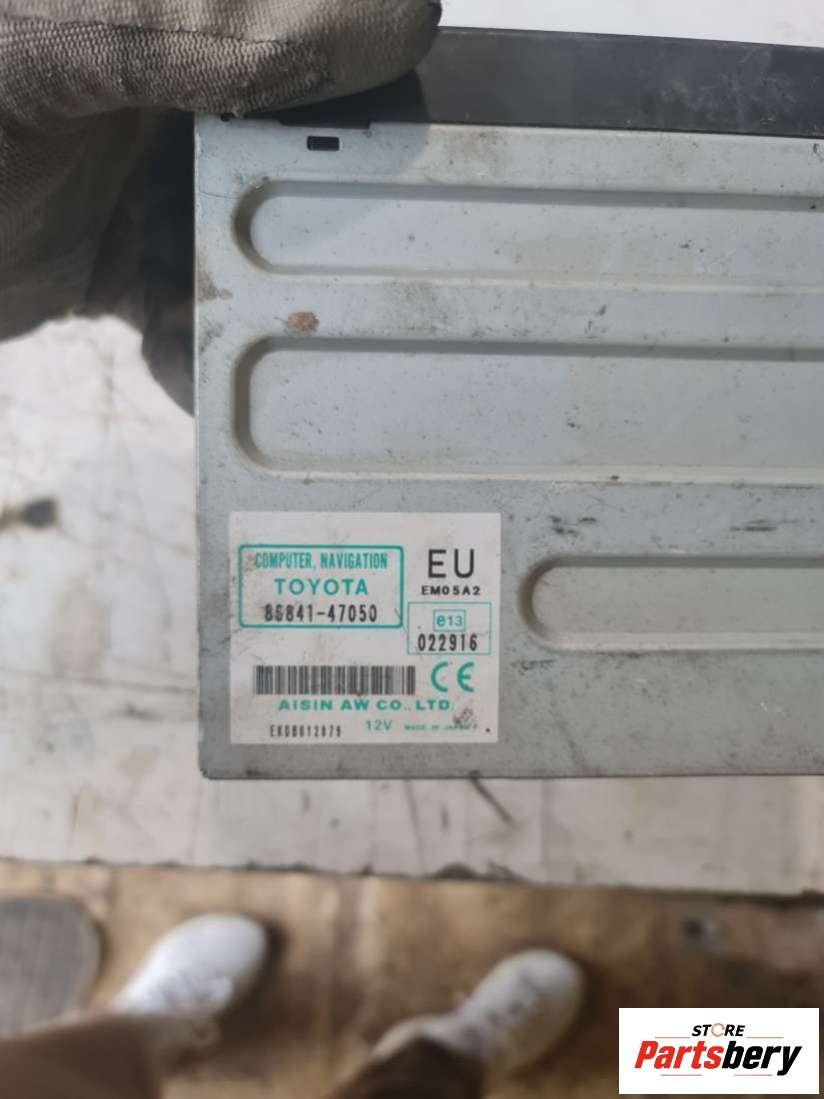 COMPUTER, NAVIGATION
TOYOTA
86841-47050
EU
EM05A2
e13
022916
CE
AISIN AW CO., LTD.
12V MADE IN JAPAN
STORE
Partsbery